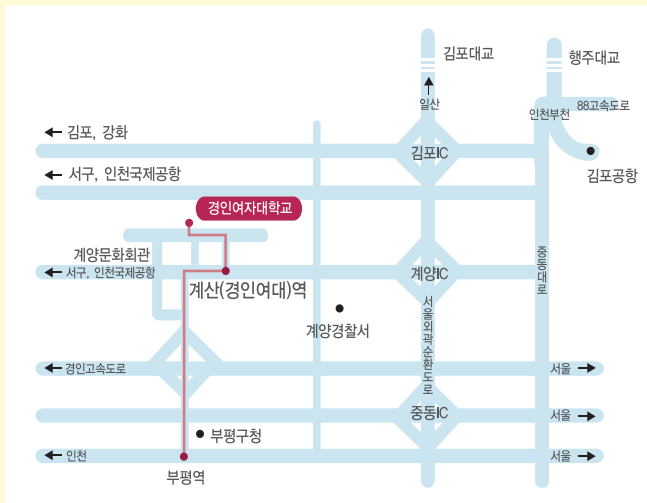 김포대교
행주대교
일산
88고속도로
인천부천
김포, 강화
김포IC
김포공항
서구, 인천국제공항
경인여자대학교
계양문화회관
서구, 인천국제공항
계산(경인여대)역
계양IC
중동대로
서울외곽순환도로
계양경찰서
경인고속도로
서울
중동IC
서울
부평구청
인천
서울
부평역